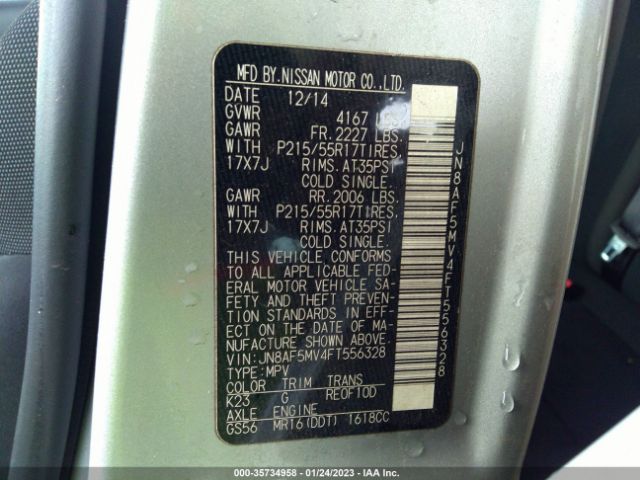 MFD BY.NISSAN MOTOR CO.,LTD.
DATE 12/14
GVWR 4167 LBS.
GAWR FR. 2227 LBS.
WITH P215/55R17TIRES.
17X7J RIMS. AT35PSI
COLD SINGLE.
GAWR RR. 2006 LBS.
WITH P215/55R17TIRES.
17X7J RIMS. AT35PSI
COLD SINGLE.
THIS VEHICLE CONFORMS
TO ALL APPLICABLE FED-
ERAL MOTOR VEHICLE SA-
FETY AND THEFT PREVEN-
TION STANDARDS IN EFF-
ECT ON THE DATE OF MA-
NUFACTURE SHOWN ABOVE.
VIN: JN8AF5MV4FT556328
TYPE: MPV
COLOR TRIM TRANS
K23 G RE0F10D
AXLE ENGINE
GS56 MR16(DDT) 1618CC
JN8AF5MV4FT556328
000-35734958 - 01/24/2023 - IAA Inc.